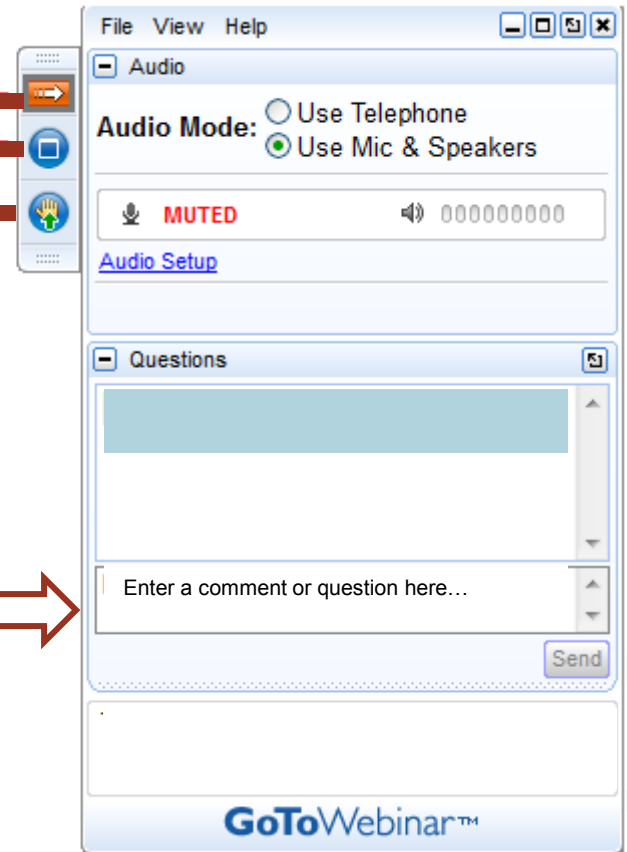 File View Help
Audio
Audio Mode: Use Telephone
Use Mic & Speakers
MUTED 000000000
Audio Setup
Questions
Enter a comment or question here…
Send
GoToWebinar™